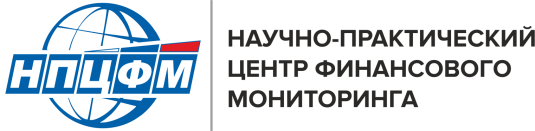 НПЦФМ
НАУЧНО-ПРАКТИЧЕСКИЙ
ЦЕНТР ФИНАНСОВОГО
МОНИТОРИНГА